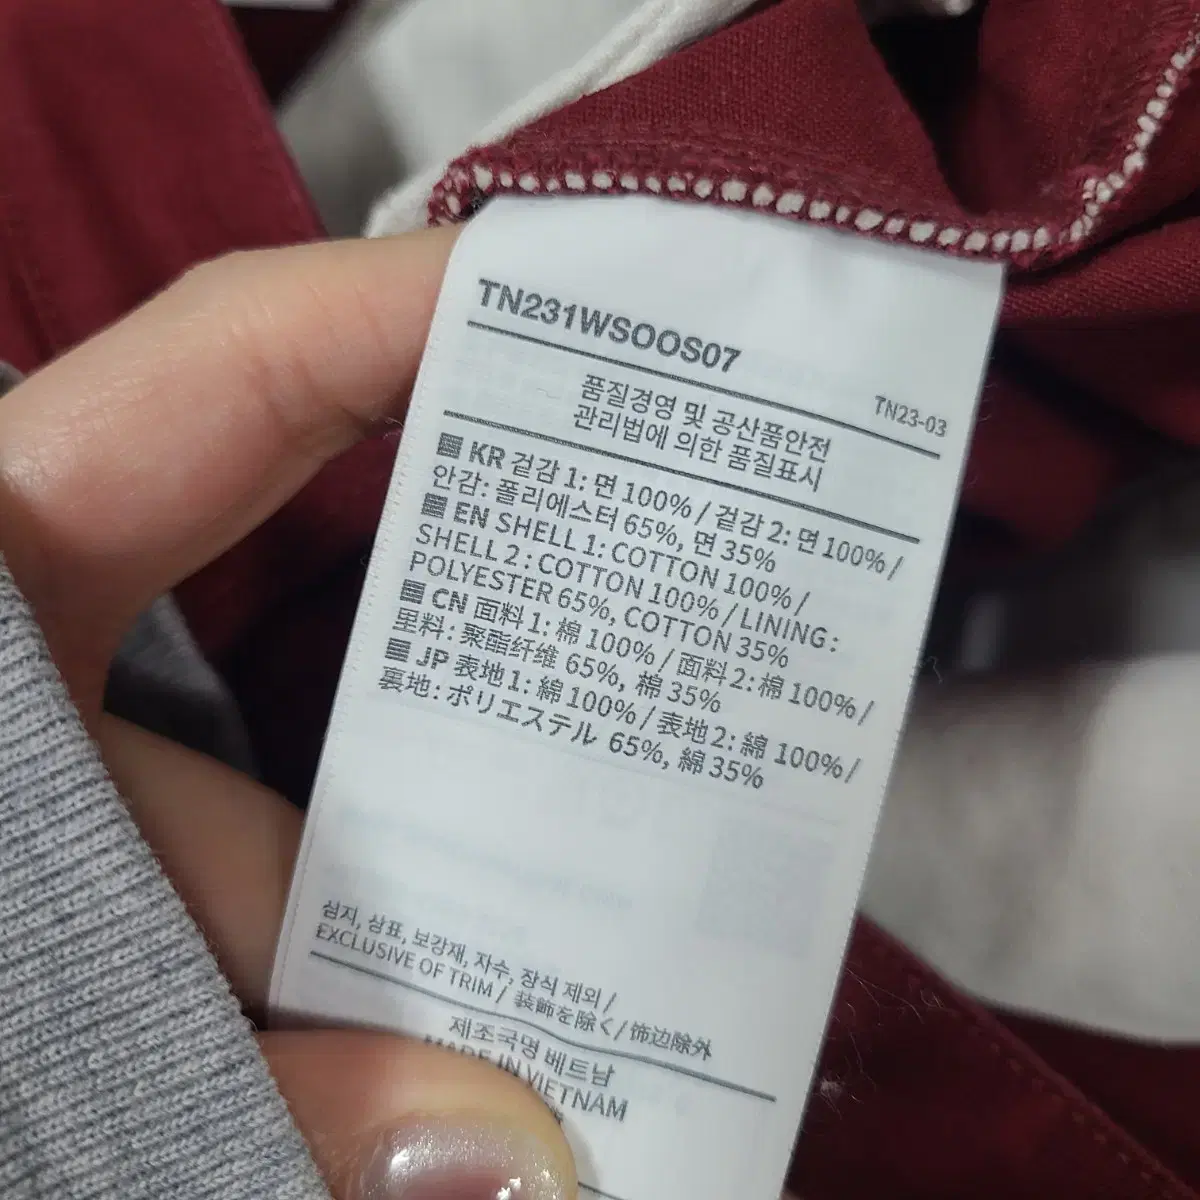 TN231WSOOS07
TN23-03
품질경영 및 공산품안전
관리법에 의한 품질표시
KR 겉감 1: 면 100% / 겉감 2: 면 100% /
안감: 폴리에스터 65%, 면 35%
EN SHELL 1: COTTON 100% /
SHELL 2: COTTON 100% / LINING:
POLYESTER 65%, COTTON 35%
CN 面料 1: 棉 100% / 面料 2: 棉 100% /
里料: 聚酯纤维 65%, 棉 35%
JP 表地 1: 綿 100% / 表地 2: 綿 100% /
裏地: ポリエステル 65%, 綿 35%
심지, 상표, 보강재, 자수, 장식 제외 /
EXCLUSIVE OF TRIM / 装飾を除く / 饰边除外
제조국명 베트남
MADE IN VIETNAM